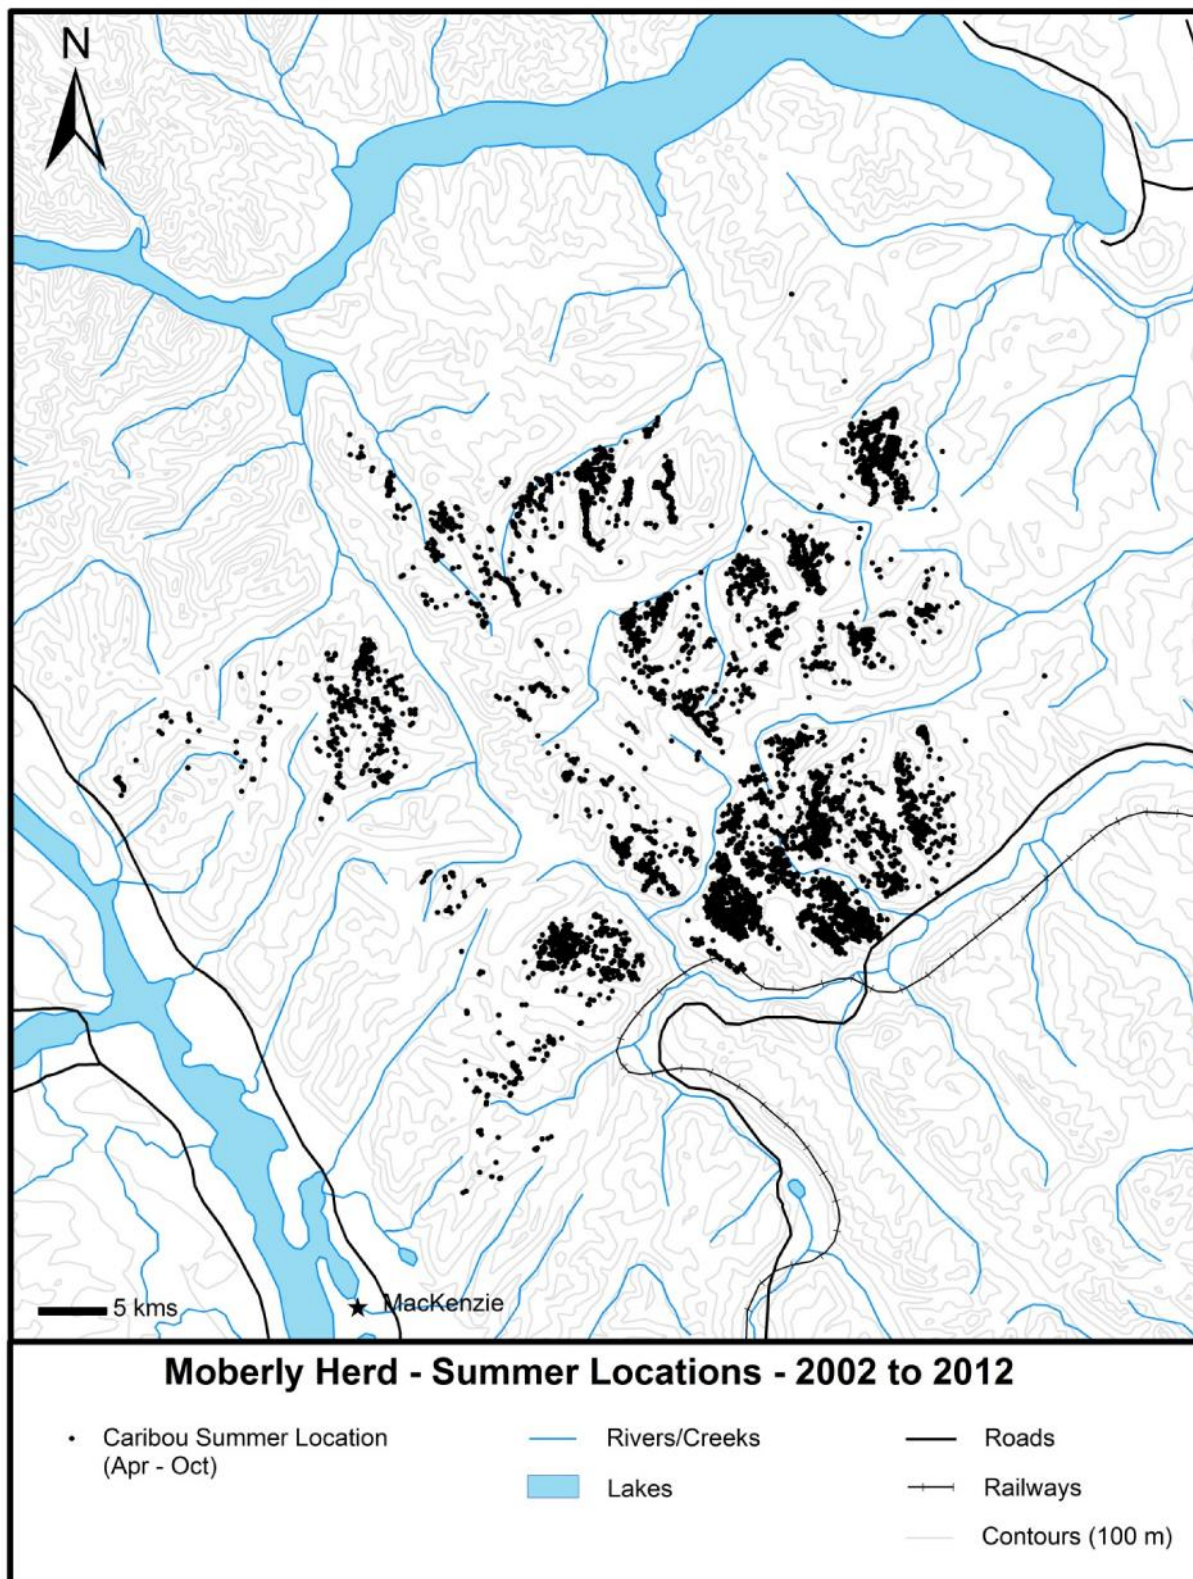 N
5 kms
MacKenzie
Moberly Herd - Summer Locations - 2002 to 2012
Caribou Summer Location
(Apr - Oct)
Rivers/Creeks
Lakes
Roads
Railways
Contours (100 m)